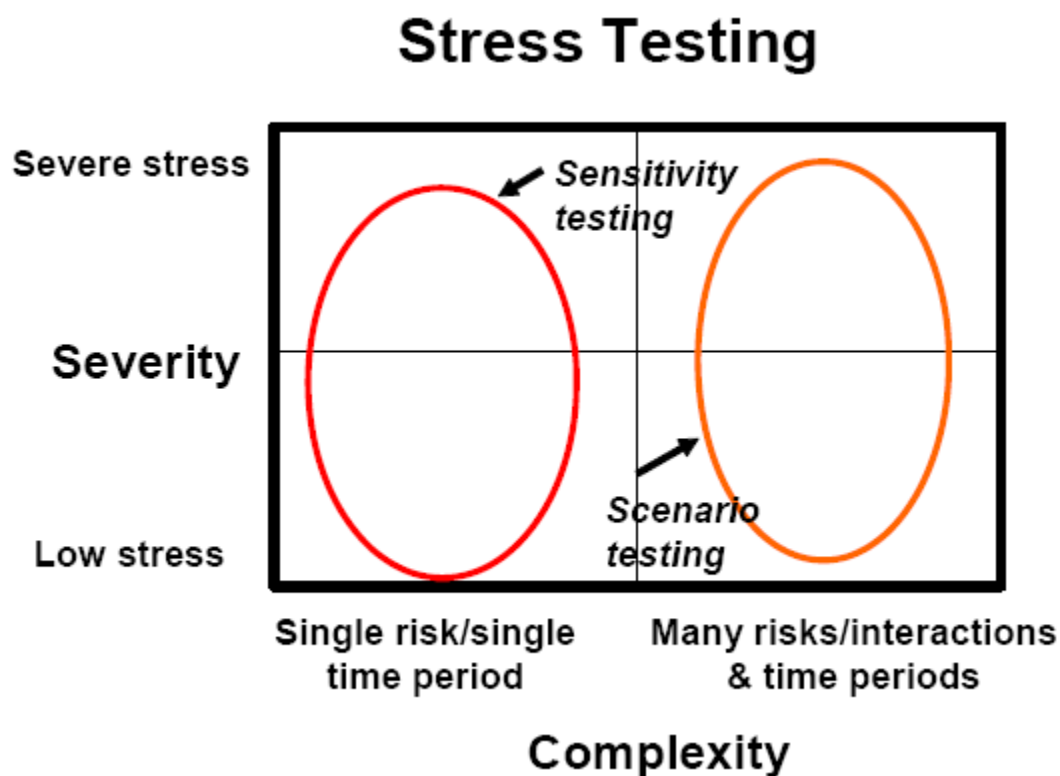 Stress Testing
Severe stress
Sensitivity
testing
Severity
Scenario
testing
Low stress
Single risk/single
time period
Many risks/interactions
& time periods
Complexity